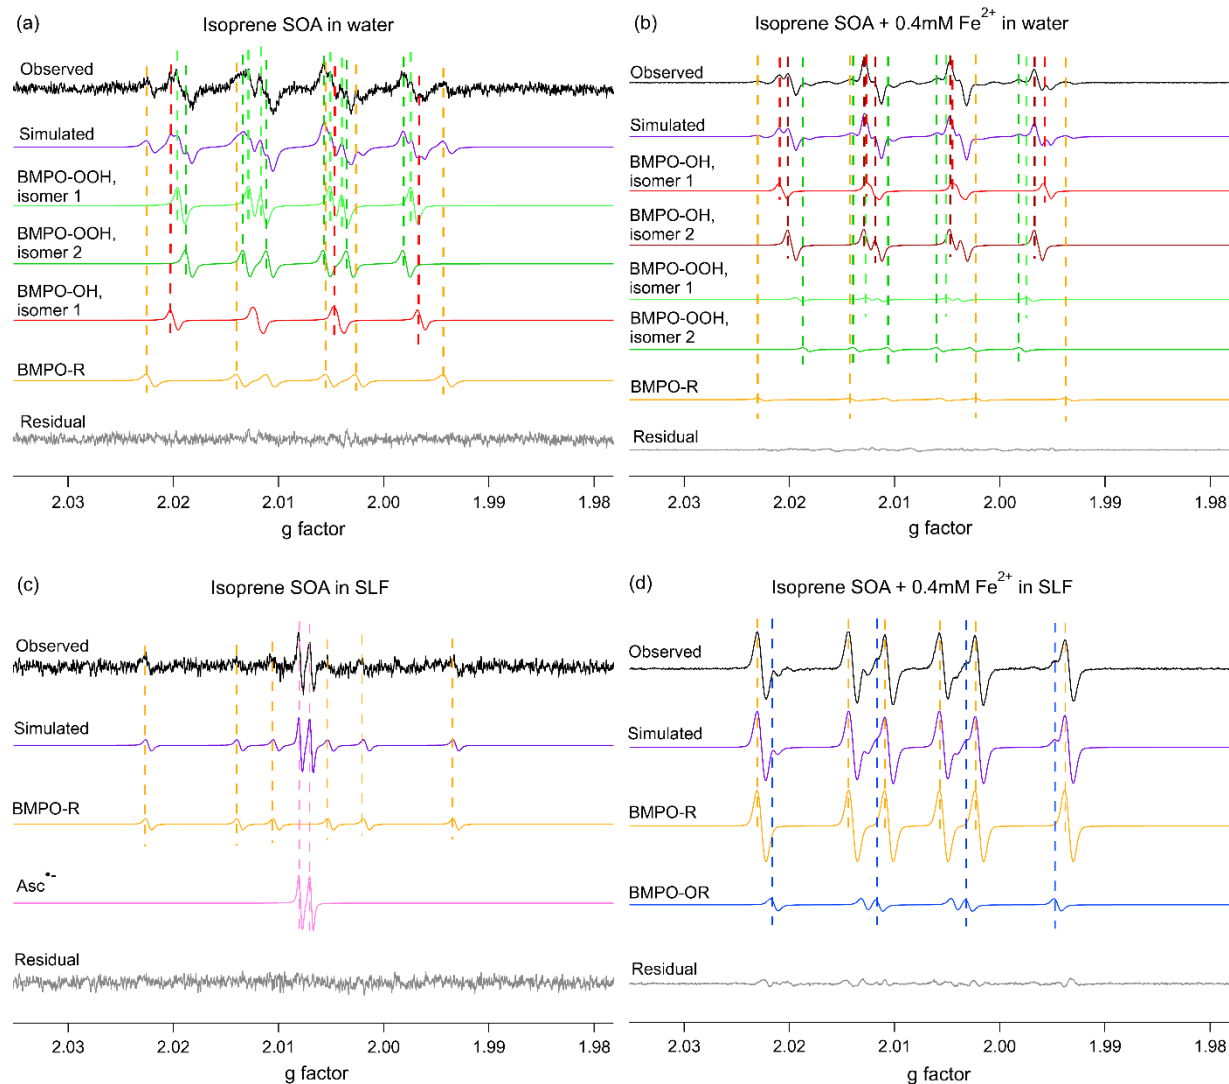 (a)
Isoprene SOA in water
Observed
Simulated
BMPO-OOH,
isomer 1
BMPO-OOH,
isomer 2
BMPO-OH,
isomer 1
BMPO-R
Residual
2.03 2.02 2.01 2.00 1.99 1.98
g factor
(b)
Isoprene SOA + 0.4mM Fe²⁺ in water
Observed
Simulated
BMPO-OH,
isomer 1
BMPO-OH,
isomer 2
BMPO-OOH,
isomer 1
BMPO-OOH,
isomer 2
BMPO-R
Residual
2.03 2.02 2.01 2.00 1.99 1.98
g factor
(c)
Isoprene SOA in SLF
Observed
Simulated
BMPO-R
Asc•-
Residual
2.03 2.02 2.01 2.00 1.99 1.98
g factor
(d)
Isoprene SOA + 0.4mM Fe²⁺ in SLF
Observed
Simulated
BMPO-R
BMPO-OR
Residual
2.03 2.02 2.01 2.00 1.99 1.98
g factor